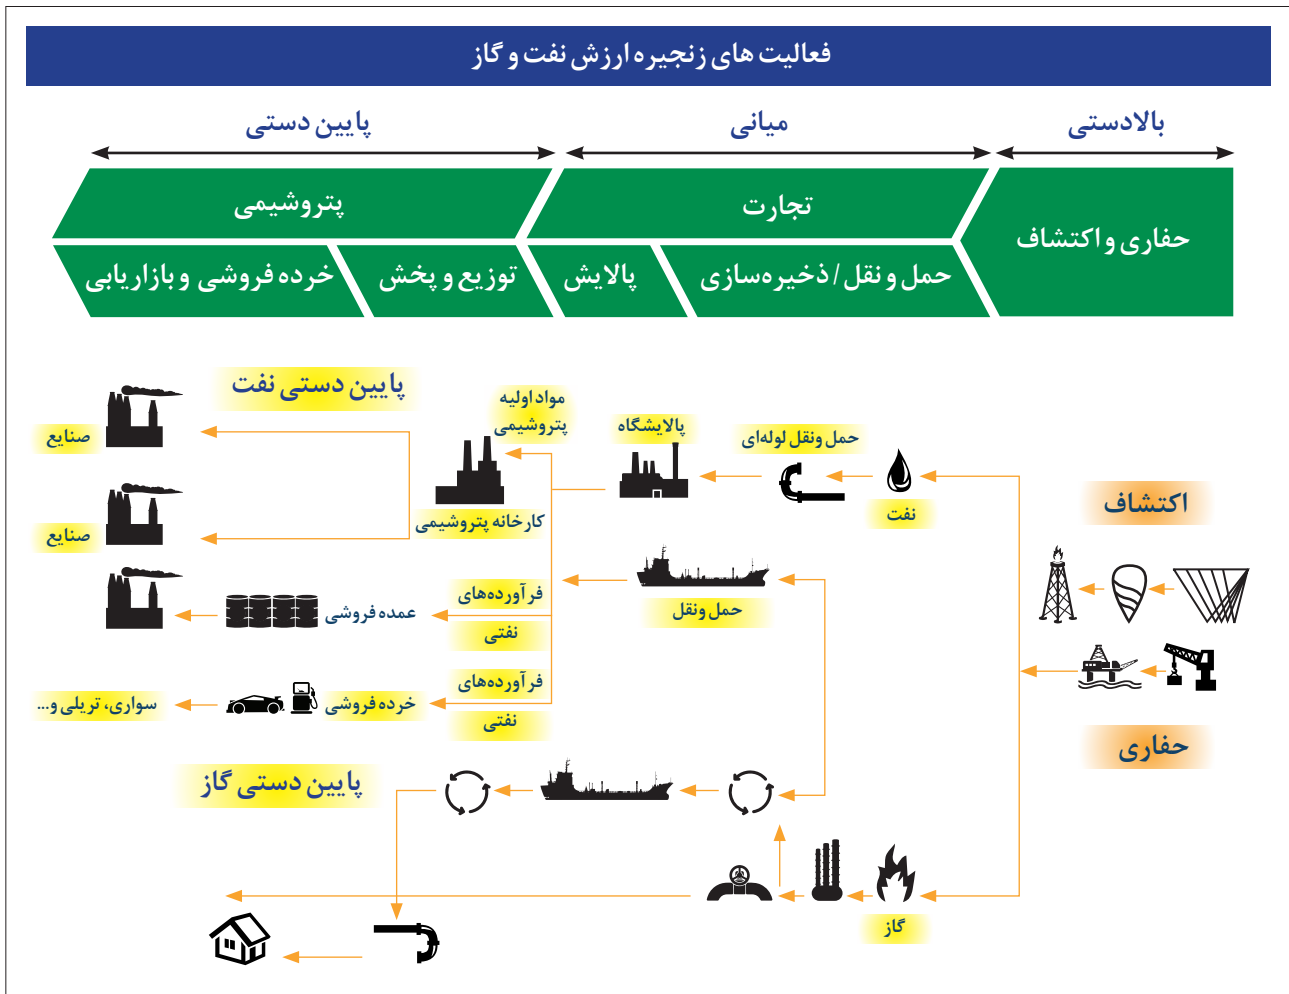 فعالیت های زنجیره ارزش نفت و گاز
بالادستی
میانی
پایین دستی
حفاری و اکتشاف
تجارت
پتروشیمی
حمل و نقل / ذخیره‌سازی
پالایش
توزیع و پخش
خرده فروشی و بازاریابی
پایین دستی نفت
مواد اولیه
پتروشیمی
پالایشگاه
حمل ونقل لوله‌ای
صنایع
نفت
اکتشاف
کارخانه پتروشیمی
صنایع
فرآورده‌های
نفتی
عمده فروشی
حمل ونقل
فرآورده‌های
نفتی
خرده فروشی
سواری، تریلی و...
حفاری
پایین دستی گاز
گاز